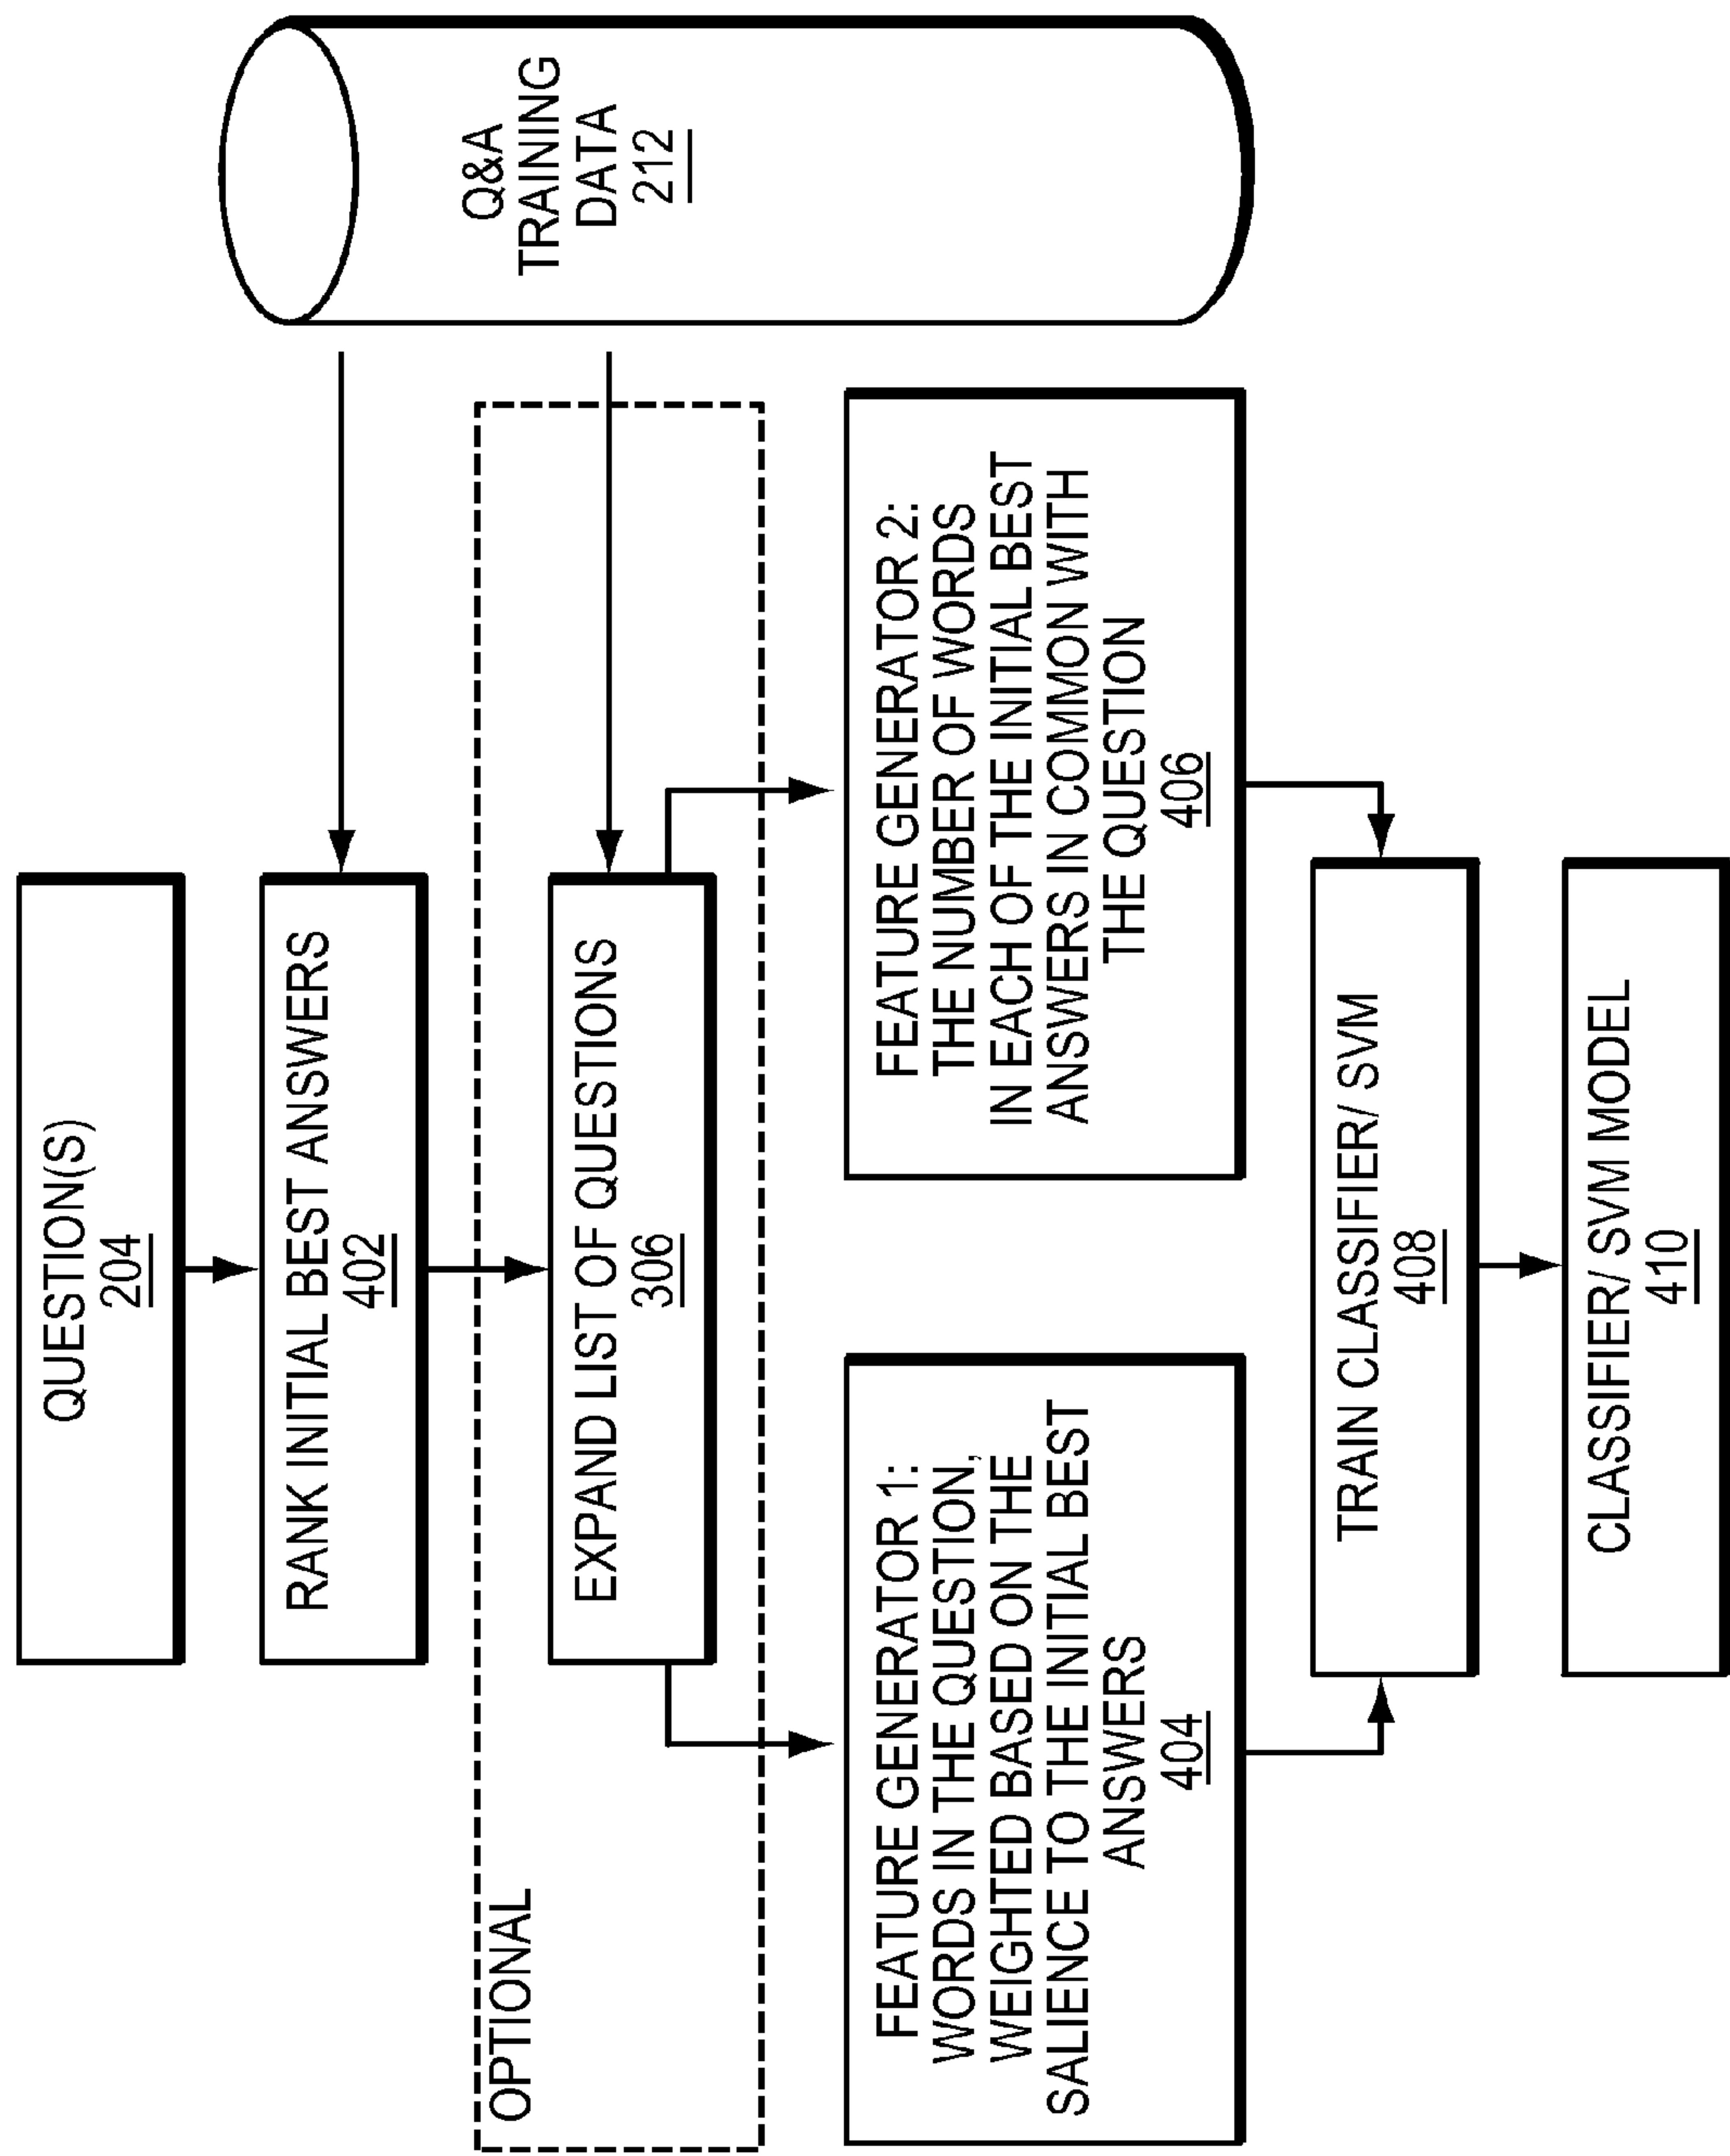 QUESTION(S)
204
RANK INITIAL BEST ANSWERS
402
Q&A
TRAINING
DATA
212
OPTIONAL
EXPAND LIST OF QUESTIONS
306
FEATURE GENERATOR 1:
WORDS IN THE QUESTION,
WEIGHTED BASED ON THE
SALIENCE TO THE INITIAL BEST
ANSWERS
404
FEATURE GENERATOR 2:
THE NUMBER OF WORDS
IN EACH OF THE INITIAL BEST
ANSWERS IN COMMON WITH
THE QUESTION
406
TRAIN CLASSIFIER/ SVM
408
CLASSIFIER/ SVM MODEL
410